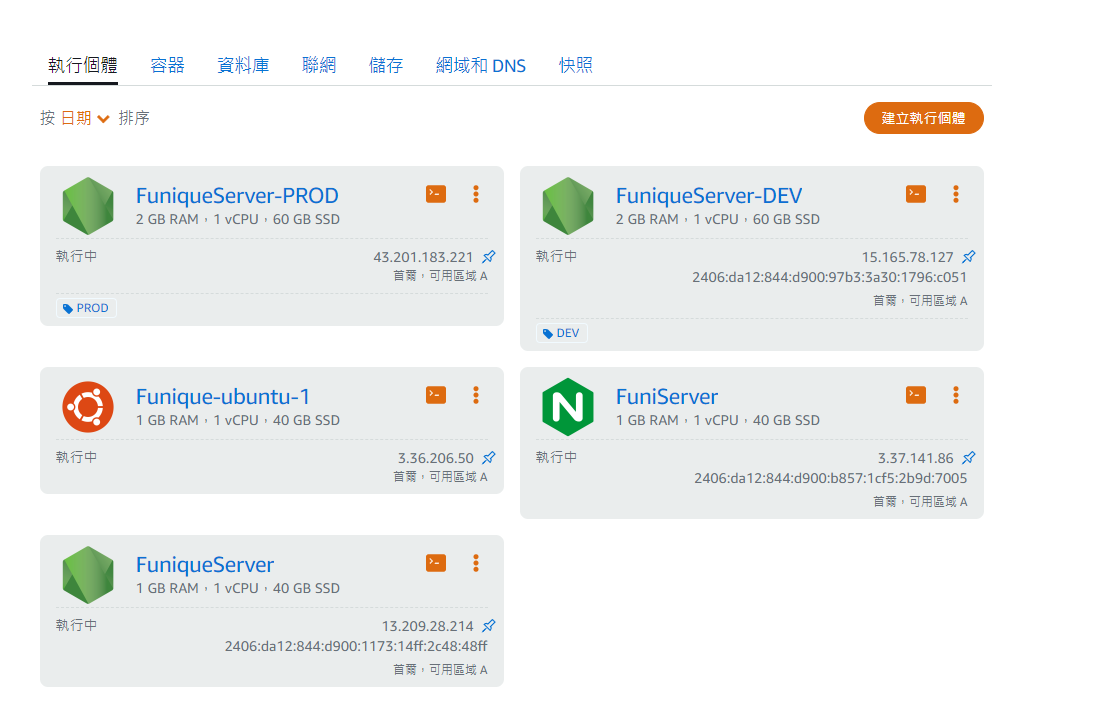 執行個體 容器 資料庫 聯網 儲存 網域和 DNS 快照
按 日期 排序 建立執行個體
FuniqueServer-PROD
2 GB RAM，1 vCPU，60 GB SSD
執行中 43.201.183.221
首爾，可用區域 A
PROD
FuniqueServer-DEV
2 GB RAM，1 vCPU，60 GB SSD
執行中 15.165.78.127
2406:da12:844:d900:97b3:3a30:1796:c051
首爾，可用區域 A
DEV
Funique-ubuntu-1
1 GB RAM，1 vCPU，40 GB SSD
執行中 3.36.206.50
首爾，可用區域 A
FuniServer
1 GB RAM，1 vCPU，40 GB SSD
執行中 3.37.141.86
2406:da12:844:d900:b857:1cf5:2b9d:7005
首爾，可用區域 A
FuniqueServer
1 GB RAM，1 vCPU，40 GB SSD
執行中 13.209.28.214
2406:da12:844:d900:1173:14ff:2c48:48ff
首爾，可用區域 A